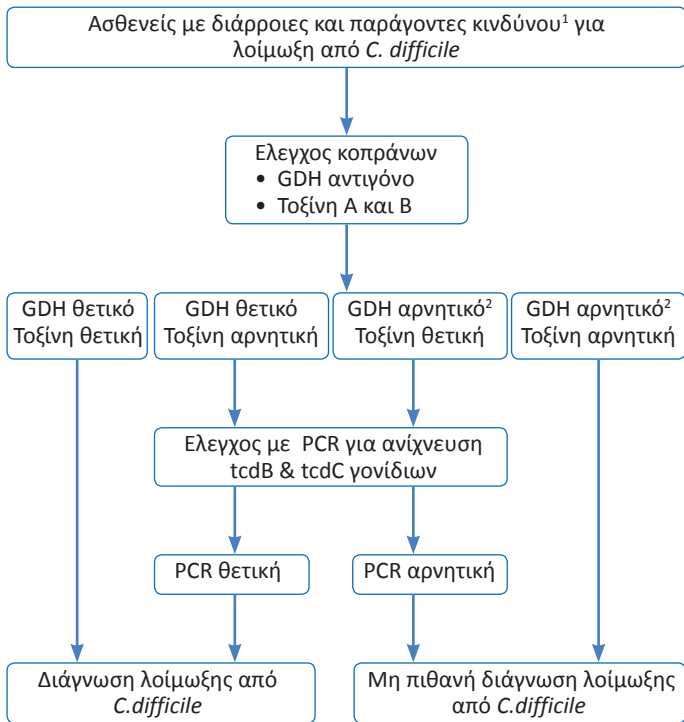 Ασθενείς με διάρροιες και παράγοντες κινδύνου¹ για
λοίμωξη από C. difficile
Ελεγχος κοπράνων
• GDH αντιγόνο
• Τοξίνη Α και Β
GDH θετικό
Τοξίνη θετική
GDH θετικό
Τοξίνη αρνητική
GDH αρνητικό²
Τοξίνη θετική
GDH αρνητικό²
Τοξίνη αρνητική
Ελεγχος με PCR για ανίχνευση
tcdB & tcdC γονίδιων
PCR θετική
PCR αρνητική
Διάγνωση λοίμωξης από
C.difficile
Μη πιθανή διάγνωση λοίμωξης
από C.difficile